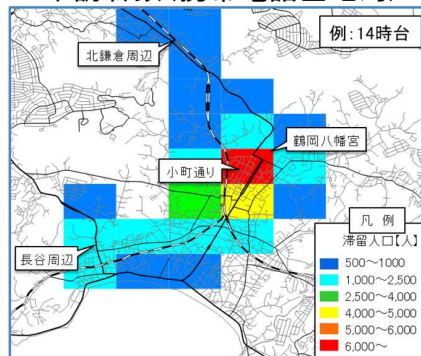 例:14時台
北鎌倉周辺
鶴岡八幡宮
小町通り
長谷周辺
凡 例
滞留人口【人】
500～1000
1,000～2,500
2,500～4,000
4,000～5,000
5,000～6,000
6,000～